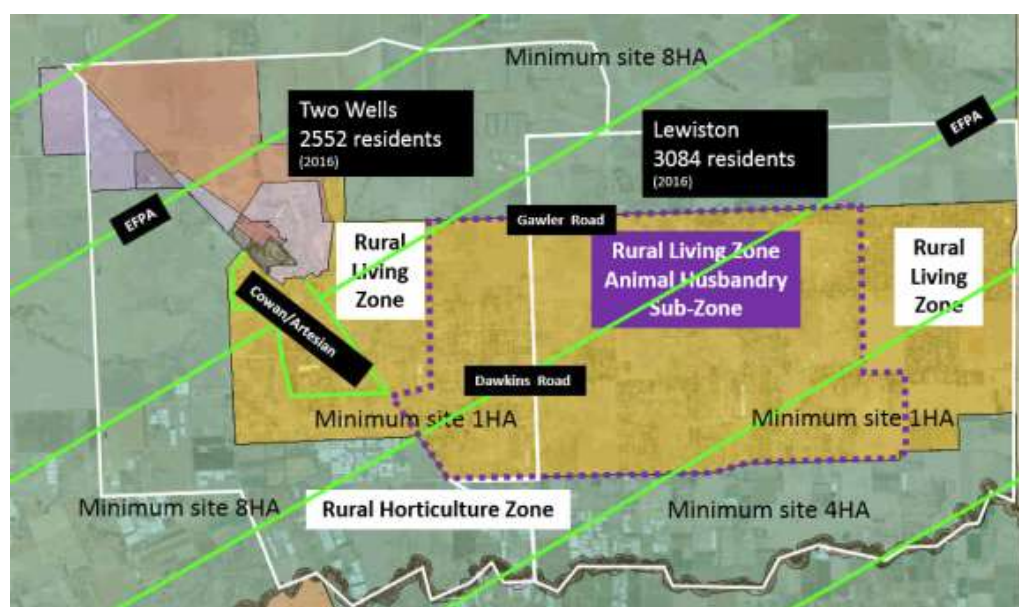 Minimum site 8HA
Two Wells
2552 residents
(2016)
Lewiston
3084 residents
(2016)
EFPA
EFPA
Gawler Road
Rural
Living
Zone
Rural Living Zone
Animal Husbandry
Sub-Zone
Rural
Living
Zone
Cowan/Artesian
Dawkins Road
Minimum site 1HA
Minimum site 1HA
Minimum site 8HA
Rural Horticulture Zone
Minimum site 4HA